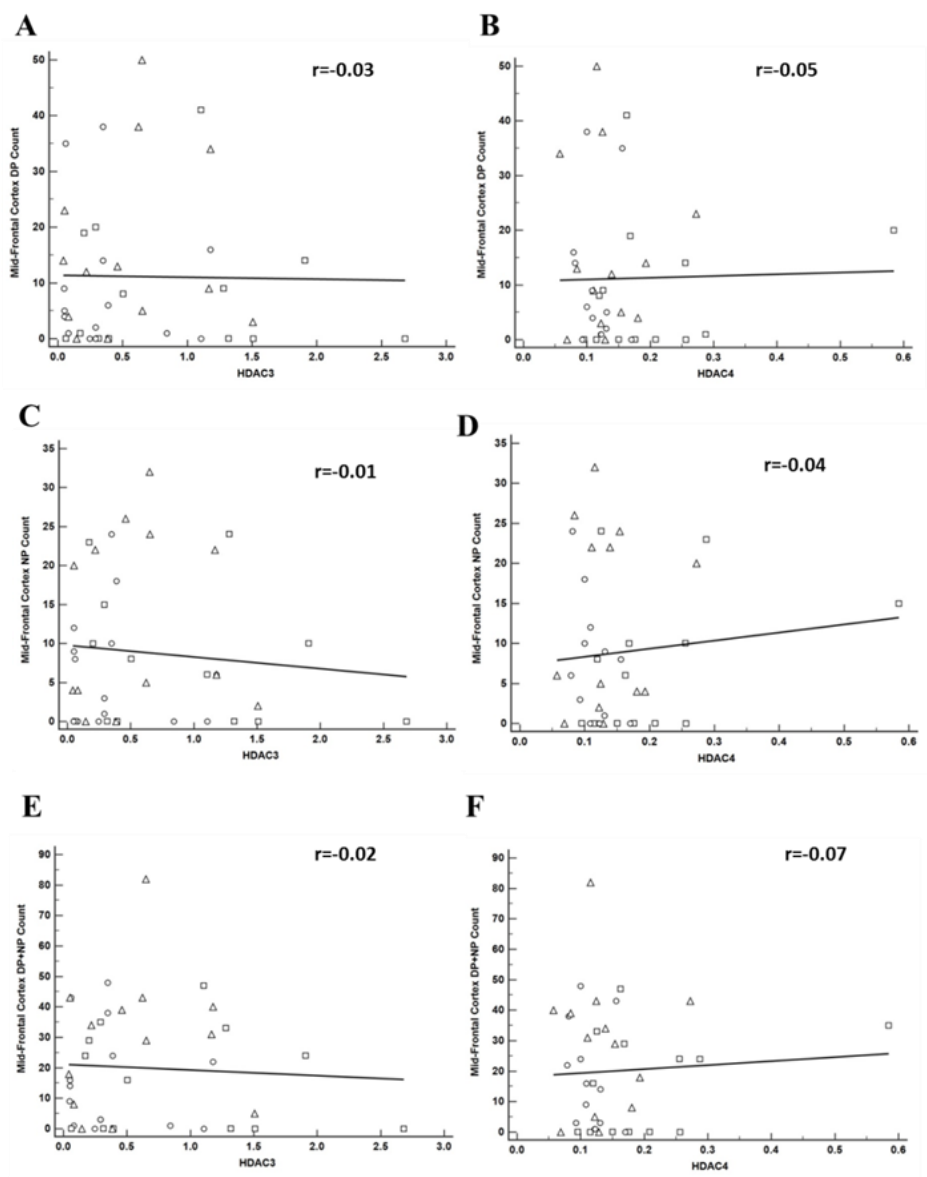 A
r=-0.03
Mid-Frontal Cortex DP Count
50
40
30
20
10
0
0.0 0.5 1.0 1.5 2.0 2.5 3.0
HDAC3
B
r=-0.05
Mid-Frontal Cortex DP Count
50
40
30
20
10
0
0.0 0.1 0.2 0.3 0.4 0.5 0.6
HDAC4
C
r=-0.01
Mid-Frontal Cortex NP Count
35
30
25
20
15
10
5
0
0.0 0.5 1.0 1.5 2.0 2.5 3.0
HDAC3
D
r=-0.04
Mid-Frontal Cortex NP Count
35
30
25
20
15
10
5
0
0.0 0.1 0.2 0.3 0.4 0.5 0.6
HDAC4
E
r=-0.02
Mid-Frontal Cortex DP+NP Count
90
80
70
60
50
40
30
20
10
0
0.0 0.5 1.0 1.5 2.0 2.5 3.0
HDAC3
F
r=-0.07
Mid-Frontal Cortex DP+NP Count
90
80
70
60
50
40
30
20
10
0
0.0 0.1 0.2 0.3 0.4 0.5 0.6
HDAC4